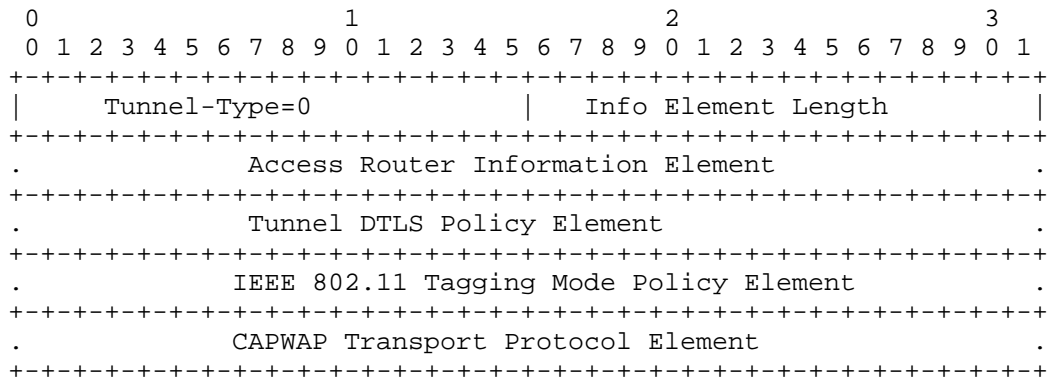 0                   1                   2                   3
 0 1 2 3 4 5 6 7 8 9 0 1 2 3 4 5 6 7 8 9 0 1 2 3 4 5 6 7 8 9 0 1
+-+-+-+-+-+-+-+-+-+-+-+-+-+-+-+-+-+-+-+-+-+-+-+-+-+-+-+-+-+-+-+-+
|     Tunnel-Type=0             |   Info Element Length         |
+-+-+-+-+-+-+-+-+-+-+-+-+-+-+-+-+-+-+-+-+-+-+-+-+-+-+-+-+-+-+-+-+
.              Access Router Information Element                .
+-+-+-+-+-+-+-+-+-+-+-+-+-+-+-+-+-+-+-+-+-+-+-+-+-+-+-+-+-+-+-+-+
.              Tunnel DTLS Policy Element                       .
+-+-+-+-+-+-+-+-+-+-+-+-+-+-+-+-+-+-+-+-+-+-+-+-+-+-+-+-+-+-+-+-+
.             IEEE 802.11 Tagging Mode Policy Element           .
+-+-+-+-+-+-+-+-+-+-+-+-+-+-+-+-+-+-+-+-+-+-+-+-+-+-+-+-+-+-+-+-+
.             CAPWAP Transport Protocol Element                 .
+-+-+-+-+-+-+-+-+-+-+-+-+-+-+-+-+-+-+-+-+-+-+-+-+-+-+-+-+-+-+-+-+